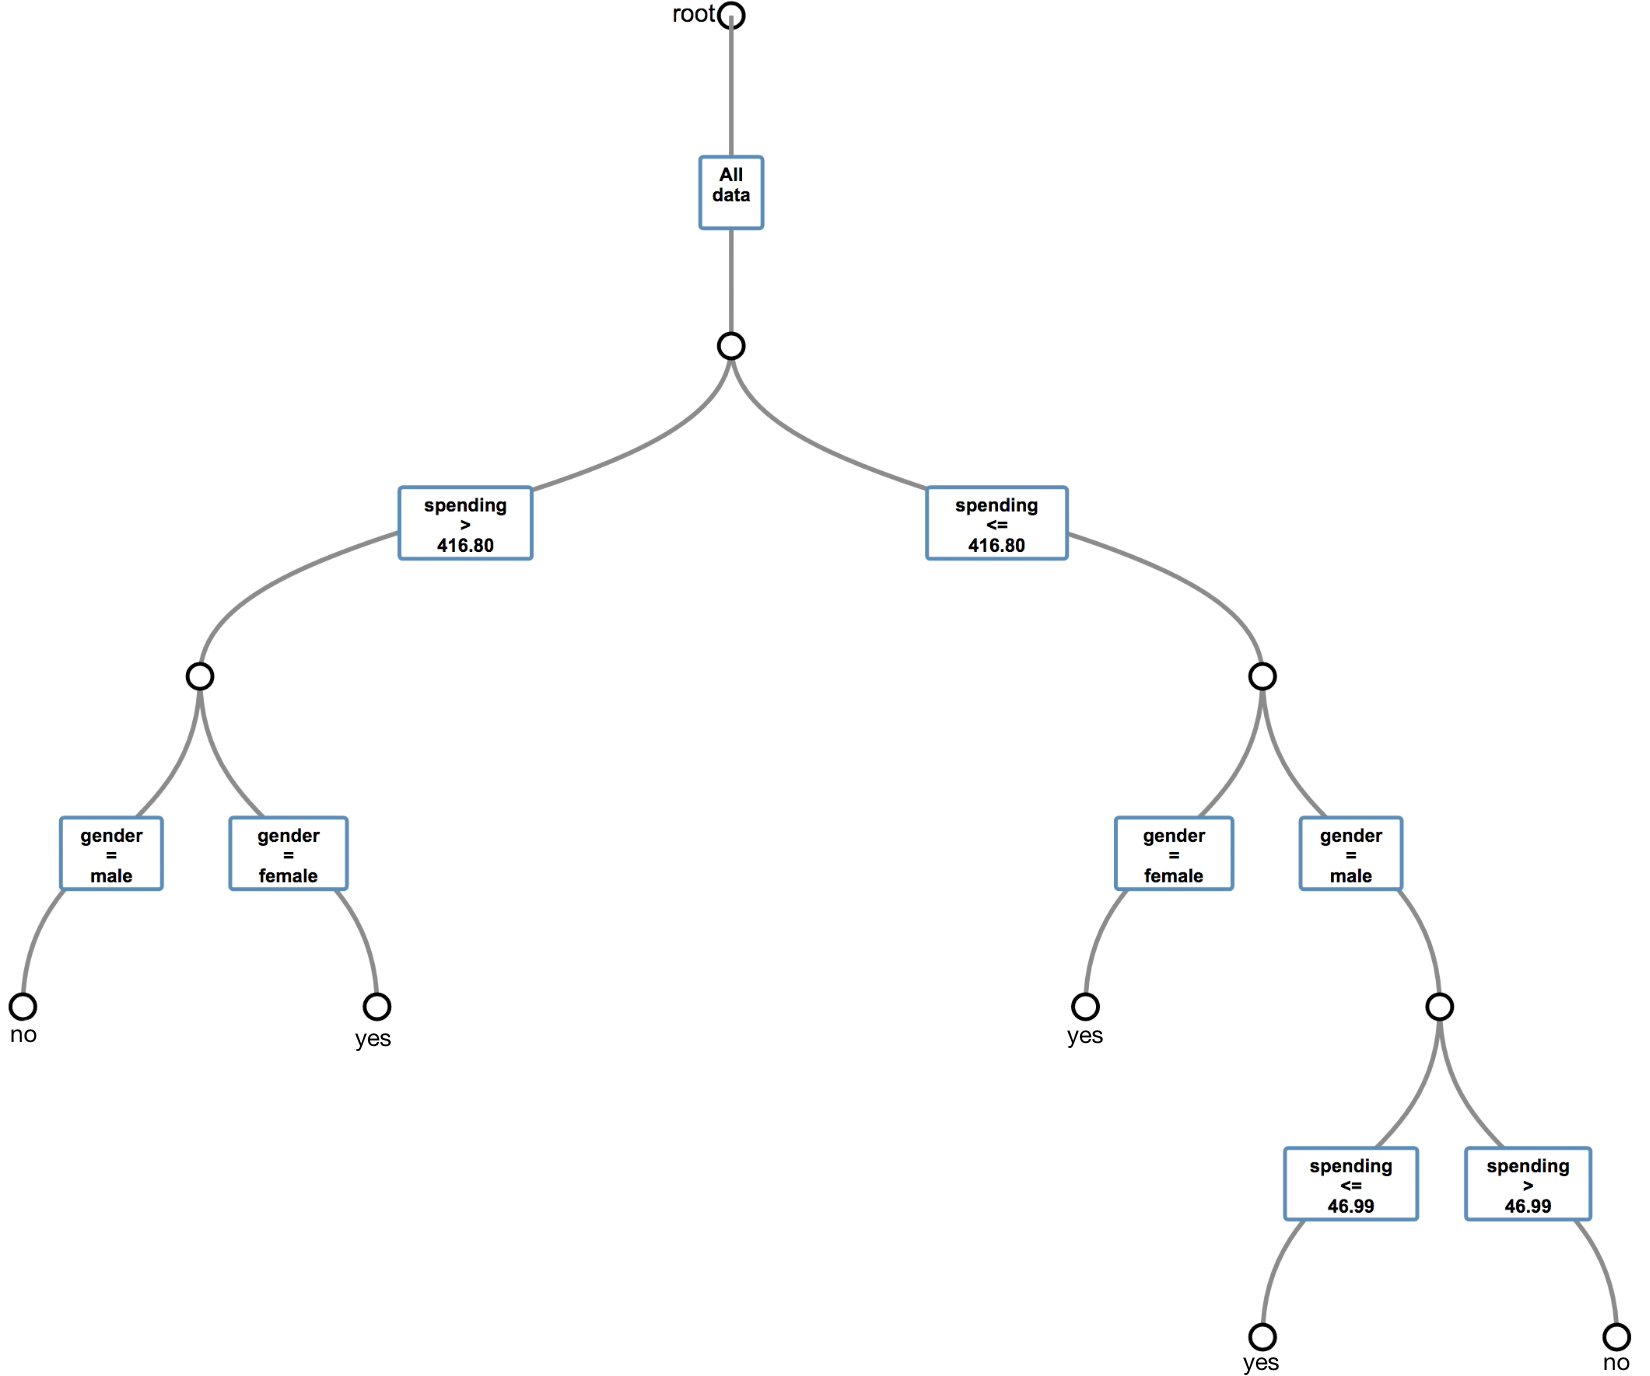 root
All
data
spending
>
416.80
spending
<=
416.80
gender
=
male
gender
=
female
gender
=
female
gender
=
male
no
yes
yes
spending
<=
46.99
spending
>
46.99
yes
no